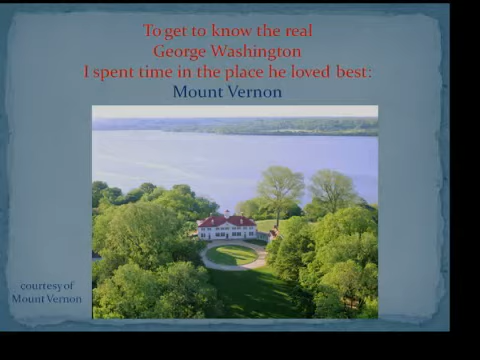 To get to know the real
George Washington
I spent time in the place he loved best:
Mount Vernon
courtesy of
Mount Vernon